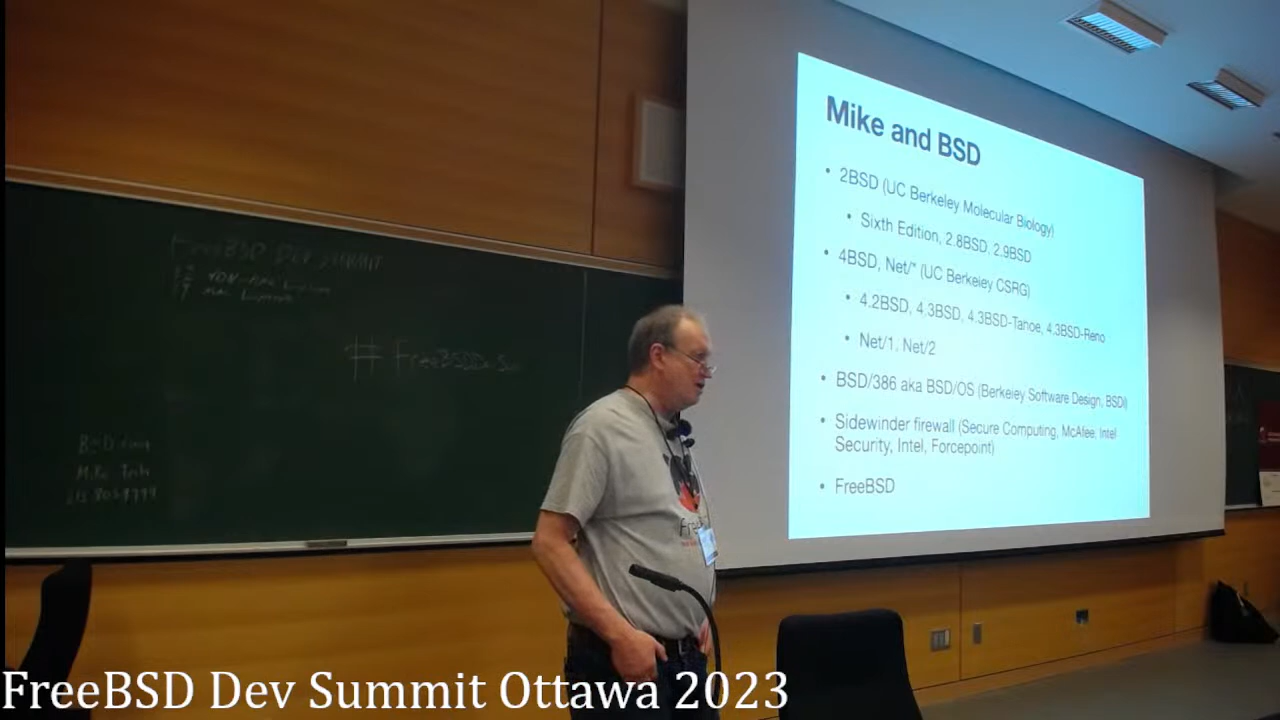 Mike and BSD
• 2BSD (UC Berkeley Molecular Biology)
• Sixth Edition, 2.8BSD, 2.9BSD
• 4BSD, Net/* (UC Berkeley CSRG)
• 4.2BSD, 4.3BSD, 4.3BSD-Tahoe, 4.3BSD-Reno
• Net/1, Net/2
• BSD/386 aka BSD/OS (Berkeley Software Design, BSDI)
• Sidewinder firewall (Secure Computing, McAfee, Intel
Security, Intel, Forepoint)
• FreeBSD
FreeBSD DEV SUMMIT
# FreeBSDDevSum
Mike
FreeBSD Dev Summit Ottawa 2023